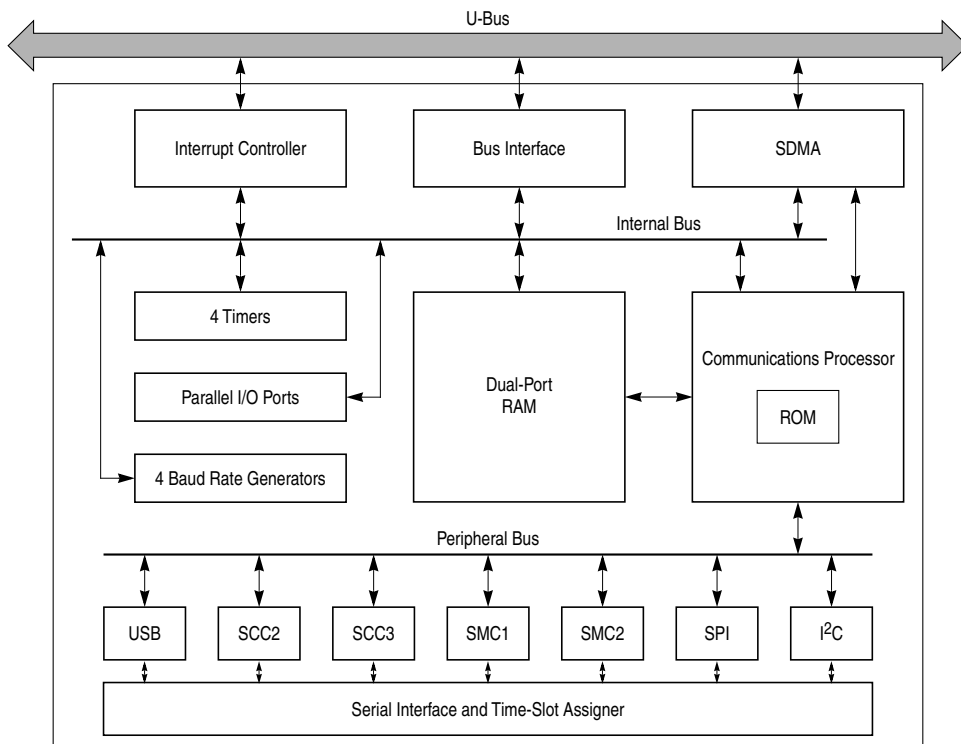 U-Bus
Interrupt Controller
Bus Interface
SDMA
Internal Bus
4 Timers
Parallel I/O Ports
4 Baud Rate Generators
Dual-Port
RAM
Communications Processor
ROM
Peripheral Bus
USB
SCC2
SCC3
SMC1
SMC2
SPI
I²C
Serial Interface and Time-Slot Assigner